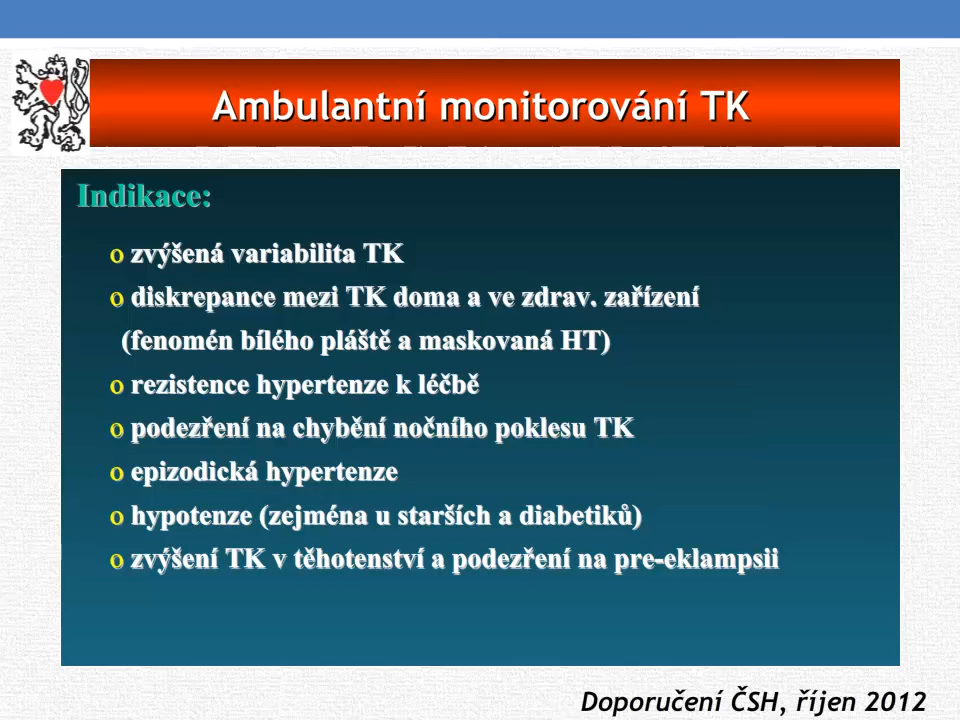 Ambulantní monitorování TK
Indikace:
o zvýšená variabilita TK
o diskrepance mezi TK doma a ve zdrav. zařízení
(fenomén bílého pláště a maskovaná HT)
o rezistence hypertenze k léčbě
o podezření na chybění nočního poklesu TK
o epizodická hypertenze
o hypotenze (zejména u starších a diabetiků)
o zvýšení TK v těhotenství a podezření na pre-eklampsii
Doporučení ČSH, říjen 2012